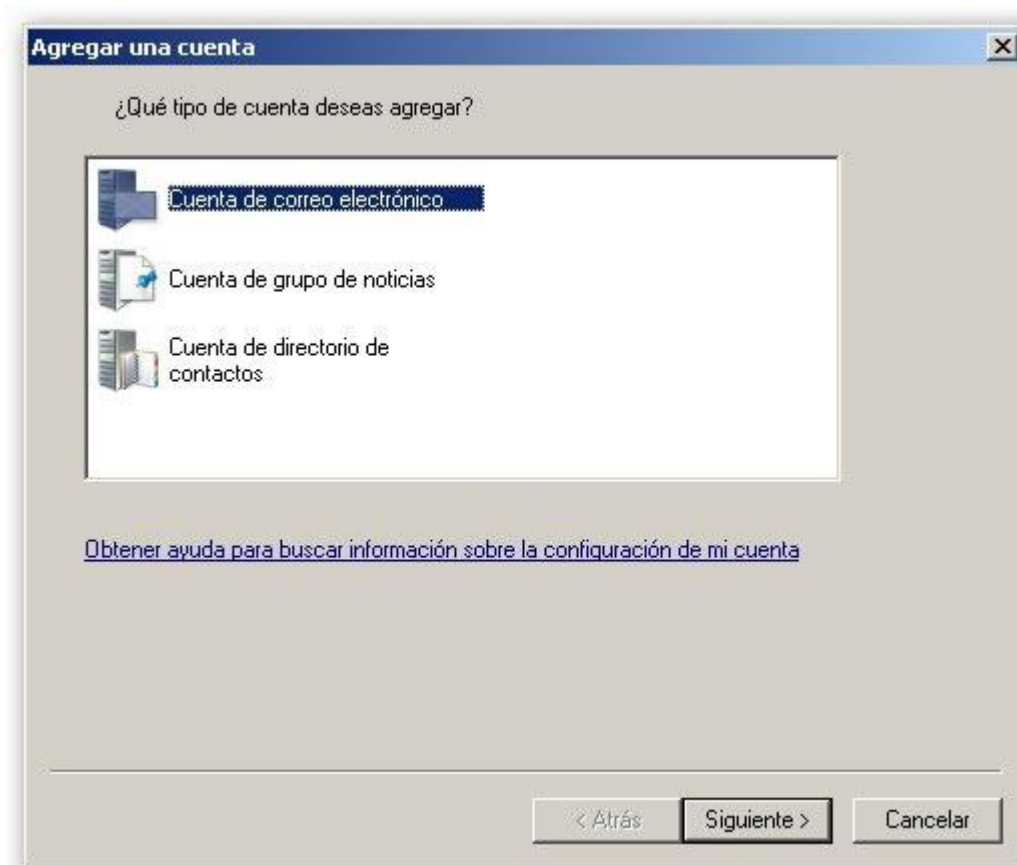 Agregar una cuenta
¿Qué tipo de cuenta deseas agregar?
Cuenta de correo electrónico
Cuenta de grupo de noticias
Cuenta de directorio de
contactos
Obtener ayuda para buscar información sobre la configuración de mi cuenta
< Atrás
Siguiente >
Cancelar